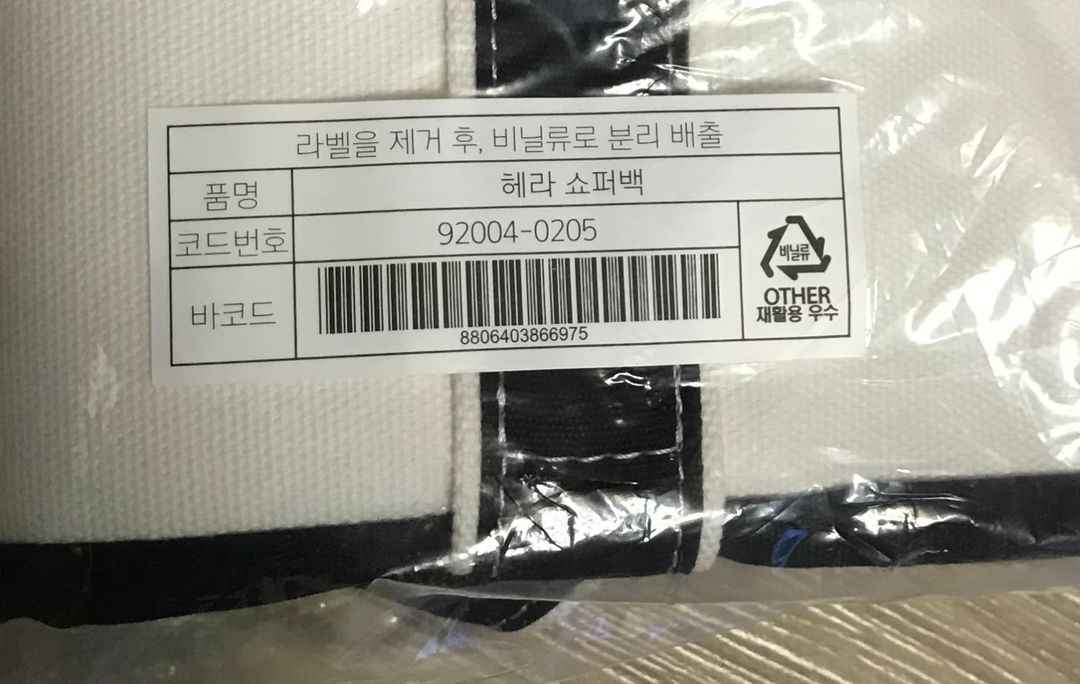 라벨을 제거 후, 비닐류로 분리 배출
품명 헤라 쇼퍼백
코드번호 92004-0205
바코드
8806403866975
비닐류
OTHER
재활용 우수